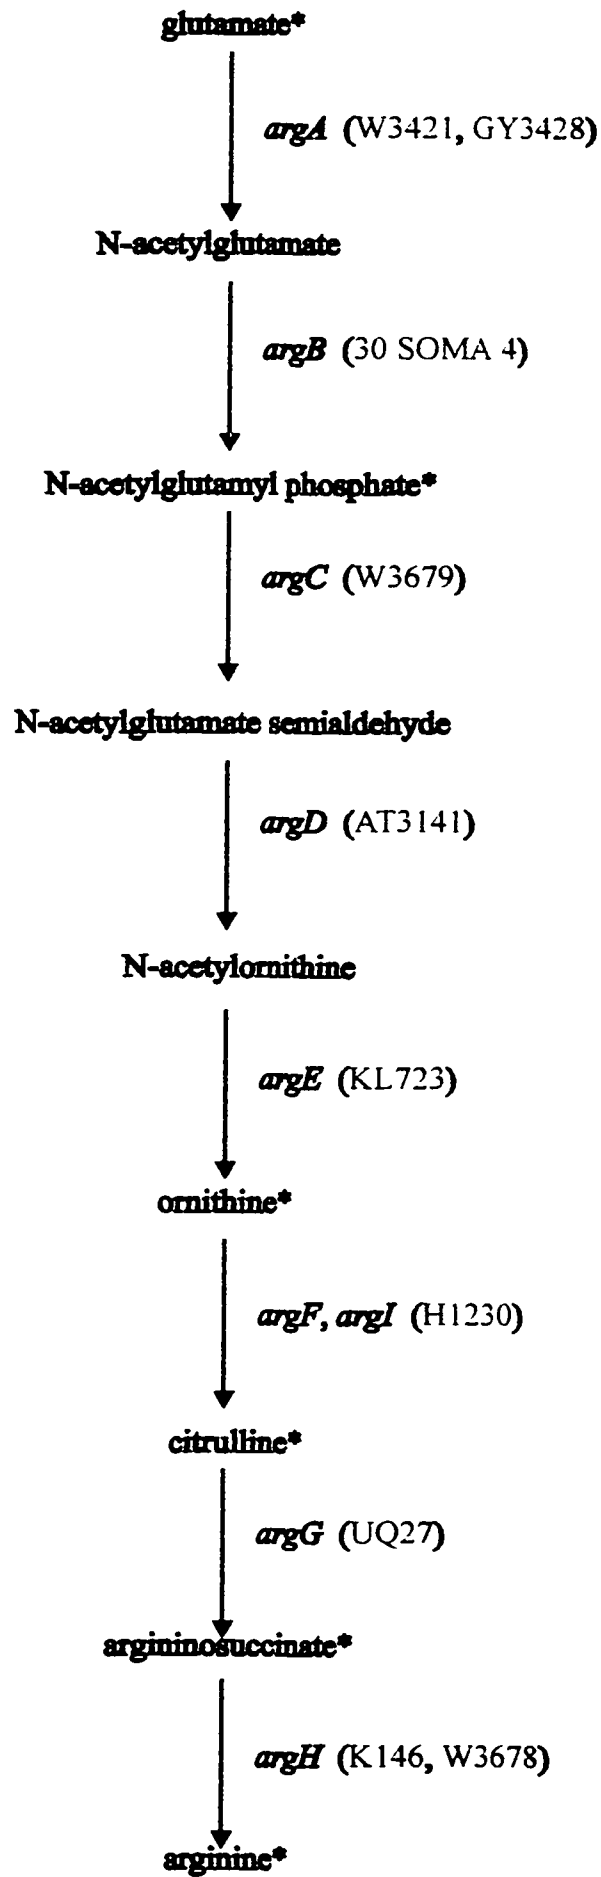 glutamate*
argA (W3421, GY3428)
N-acetylglutamate
argB (30 SOMA 4)
N-acetylglutamyl phosphate*
argC (W3679)
N-acetylglutamate semialdehyde
argD (AT3141)
N-acetylornithine
argE (KL723)
ornithine*
argF, argI (H1230)
citrulline*
argG (UQ27)
argininosuccinate*
argH (K146, W3678)
arginine*